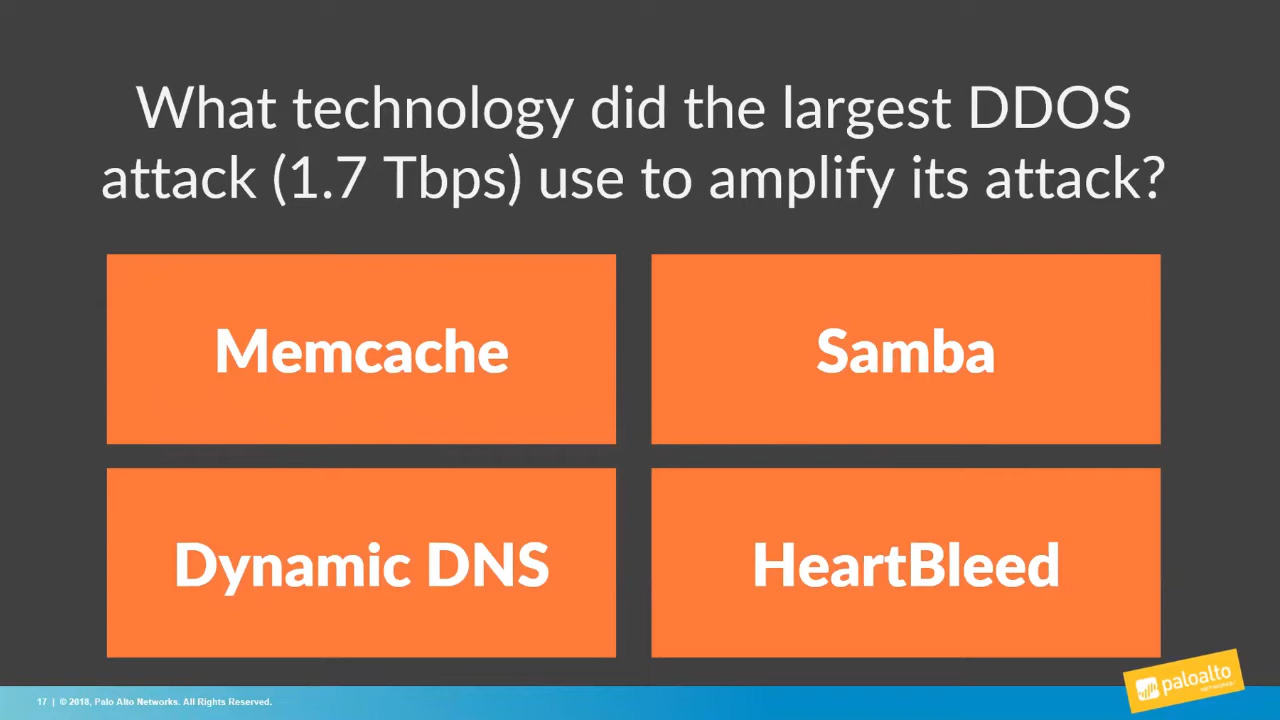 What technology did the largest DDOS
attack (1.7 Tbps) use to amplify its attack?
Memcache
Samba
Dynamic DNS
HeartBleed
17 | © 2018, Palo Alto Networks. All Rights Reserved.
paloalto